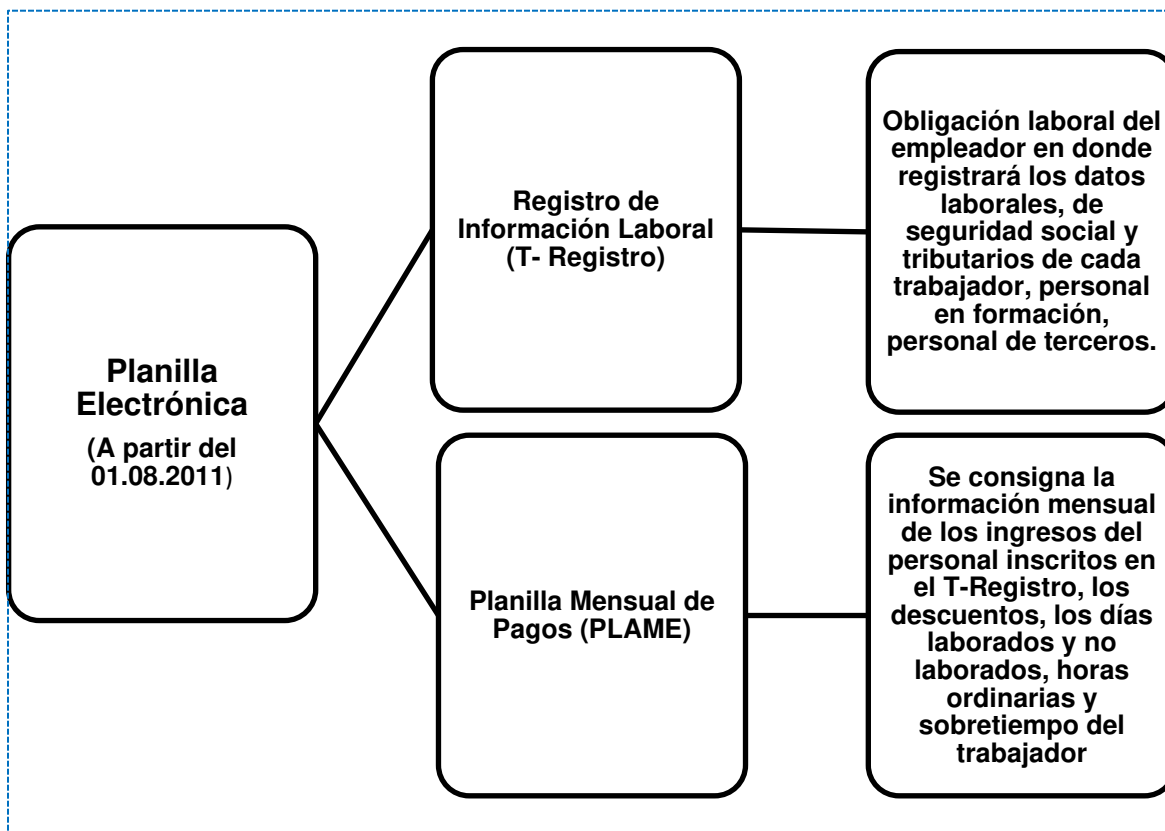 Planilla
Electrónica
(A partir del
01.08.2011)
Registro de
Información Laboral
(T- Registro)
Obligación laboral del
empleador en donde
registrará los datos
laborales, de
seguridad social y
tributarios de cada
trabajador, personal
en formación,
personal de terceros.
Planilla Mensual de
Pagos (PLAME)
Se consigna la
información mensual
de los ingresos del
personal inscritos en
el T-Registro, los
descuentos, los días
laborados y no
laborados, horas
ordinarias y
sobretiempo del
trabajador